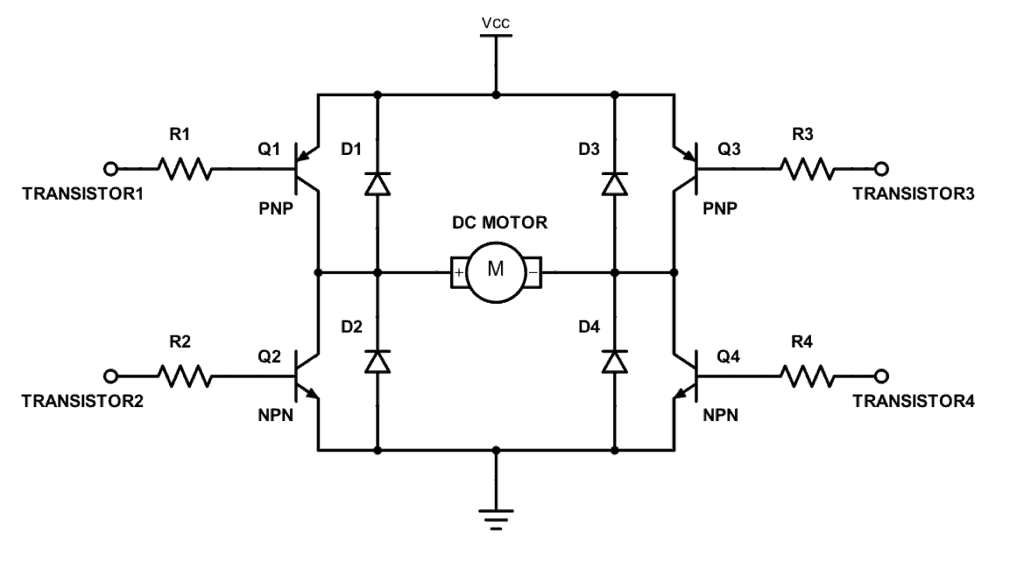 Vcc
R1
Q1
D1
D3
Q3
R3
TRANSISTOR1
PNP
PNP
TRANSISTOR3
DC MOTOR
+
M
−
R2
Q2
D2
D4
Q4
R4
TRANSISTOR2
NPN
NPN
TRANSISTOR4